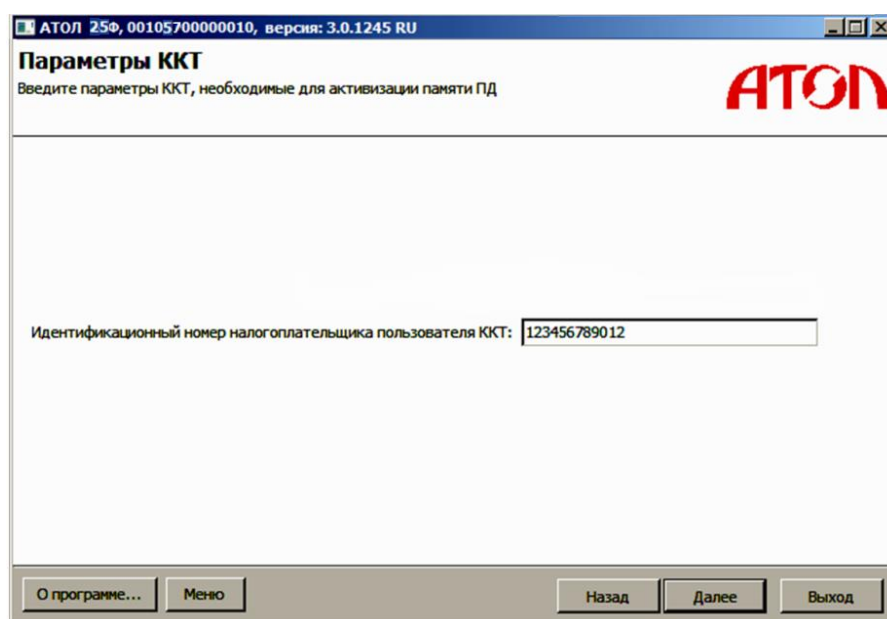 АТОЛ 25Ф, 00105700000010, версия: 3.0.1245 RU
Параметры ККТ
Введите параметры ККТ, необходимые для активизации памяти ПД
АТОЛ
Идентификационный номер налогоплательщика пользователя ККТ: 123456789012
О программе... Меню Назад Далее Выход